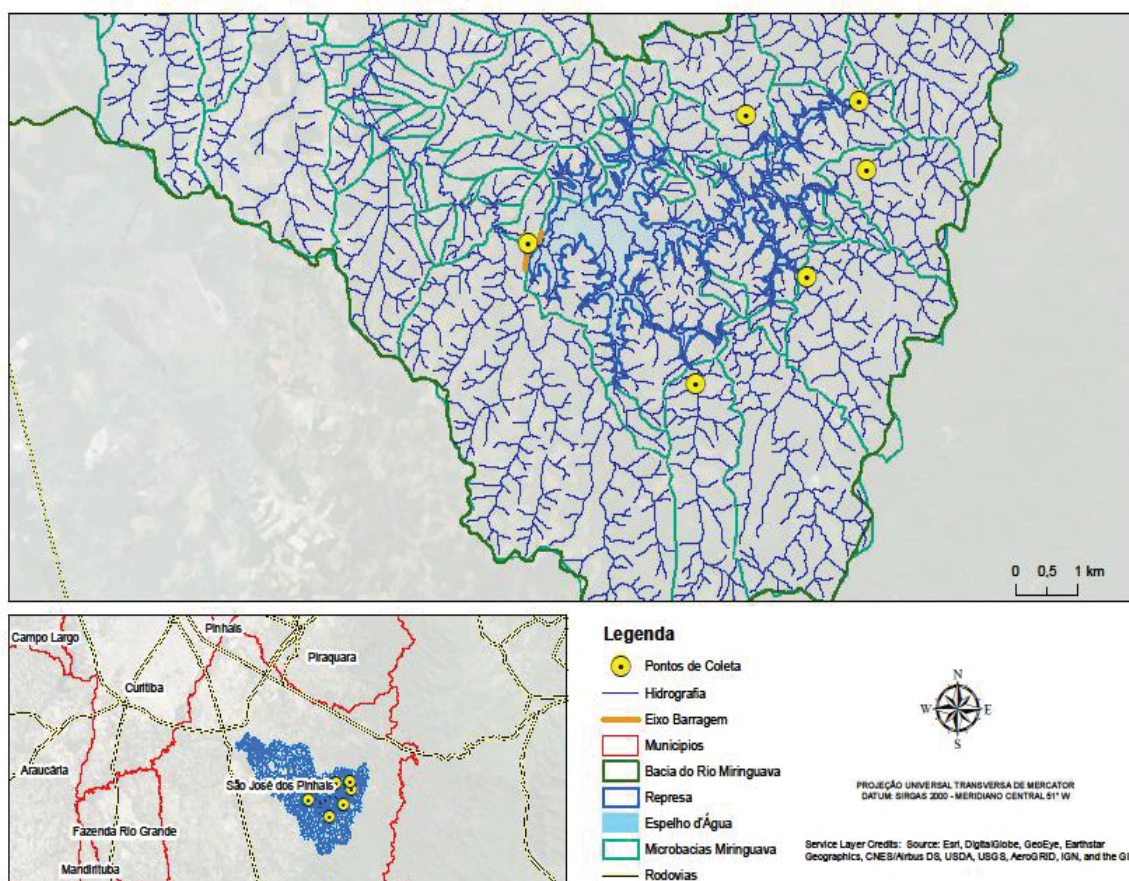 0 0,5 1 km
Campo Largo
Pinhais
Piraquara
Curitiba
Araucária
São José dos Pinhais
Fazenda Rio Grande
Mandirituba
Legenda
Pontos de Coleta
Hidrografia
Eixo Barragem
Municipios
Bacia do Rio Miringuava
Represa
Espelho d'Água
Microbacias Miringuava
Rodovias
N
W E
S
PROJEÇÃO UNIVERSAL TRANSVERSA DE MERCATOR
DATUM: SIRGAS 2000 - MERIDIANO CENTRAL 51° W
Service Layer Credits: Source: Esri, DigitalGlobe, GeoEye, Earthstar
Geographics, CNES/Airbus DS, USDA, USGS, AeroGRID, IGN, and the GI